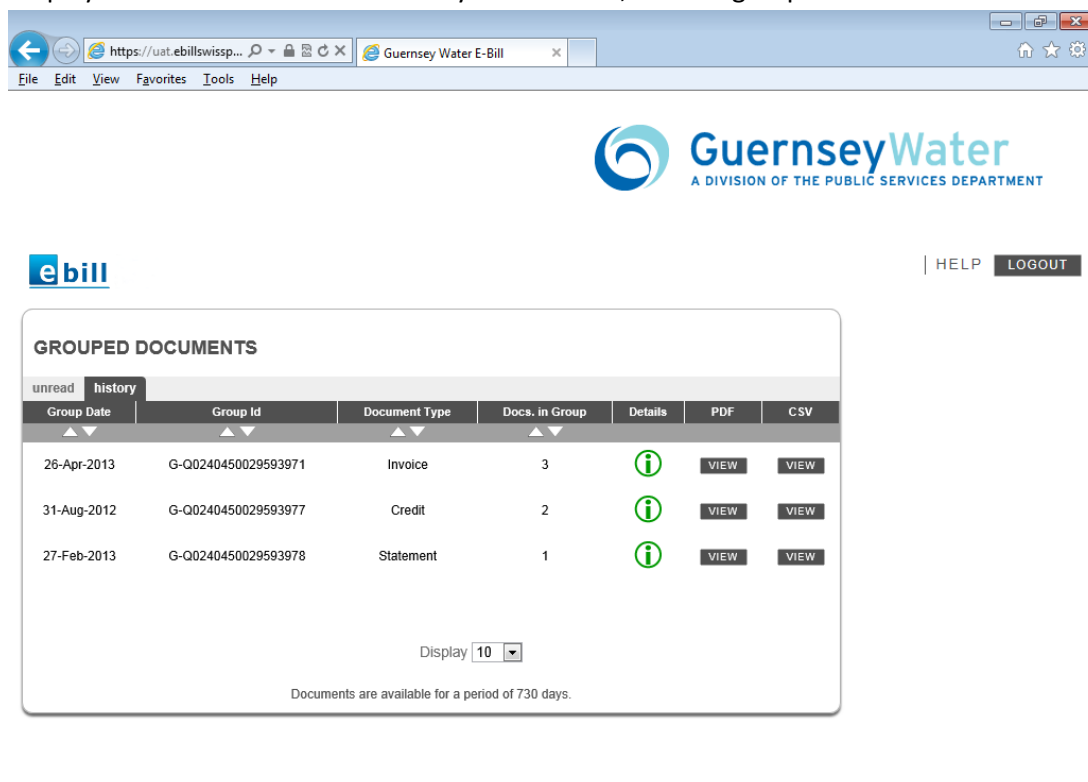 https://uat.ebillswissp... Guernsey Water E-Bill
File Edit View Favorites Tools Help
GuernseyWater
A DIVISION OF THE PUBLIC SERVICES DEPARTMENT
ebill
HELP LOGOUT
GROUPED DOCUMENTS
unread history
Group Date Group Id Document Type Docs. in Group Details PDF CSV
26-Apr-2013 G-Q0240450029593971 Invoice 3 VIEW VIEW
31-Aug-2012 G-Q0240450029593977 Credit 2 VIEW VIEW
27-Feb-2013 G-Q0240450029593978 Statement 1 VIEW VIEW
Display 10
Documents are available for a period of 730 days.